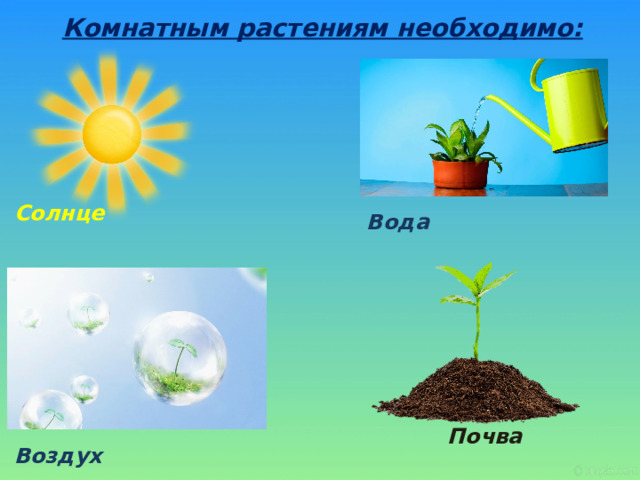 Комнатным растениям необходимо:
Солнце
Вода
Воздух
Почва